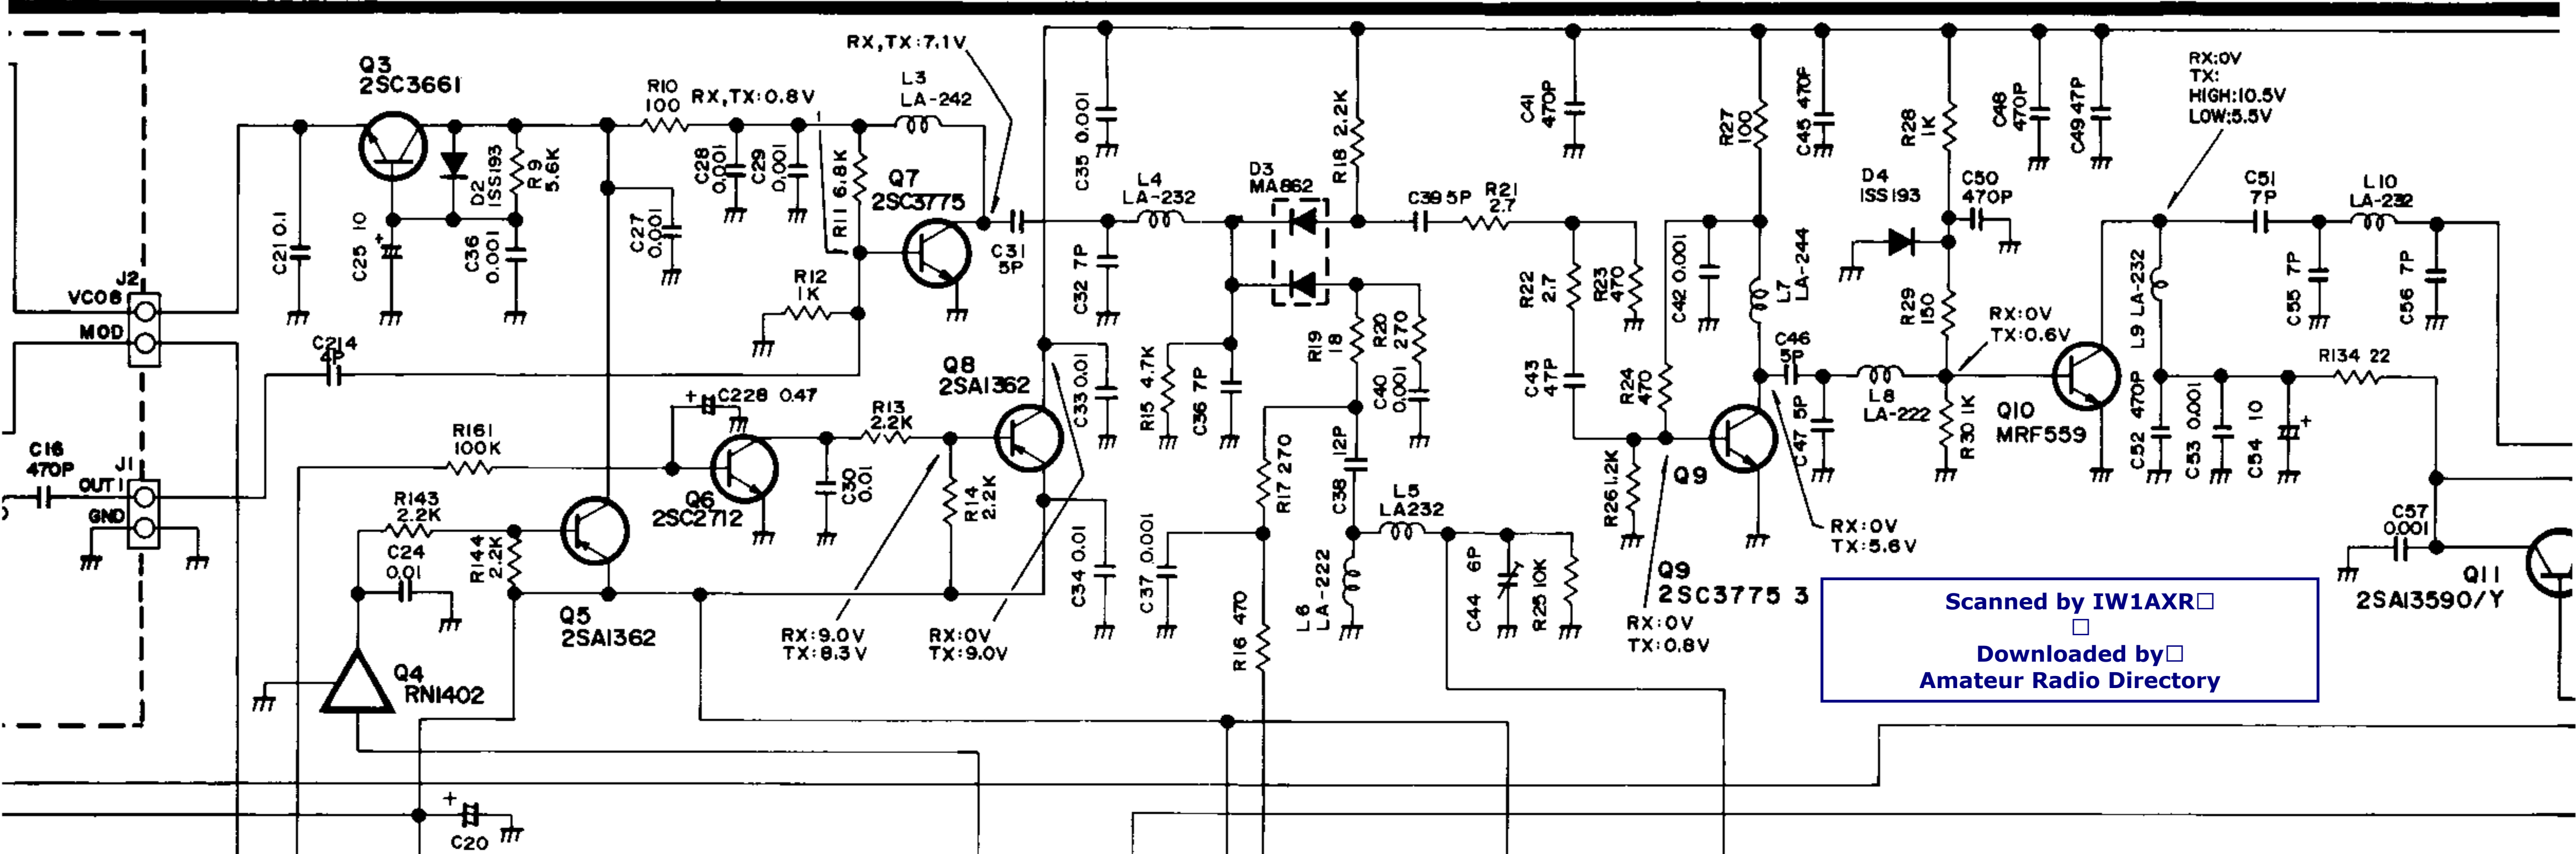 Q3
2SC3661
R10
100
RX,TX:0.8V
RX,TX:7.1V
L3
LA-242
C21 0.1
C25 10
+
D2
ISS193
R9
5.6K
C36
0.001
C27
0.001
C28
0.01
C29
0.001
R11 6.8K
R12
1K
Q7
2SC3775
C31
5P
C35 0.001
C32 7P
L4
LA-232
D3
MA862
R18 2.2K
C39 5P
R21
2.7
C41
470P
R22
2.7
R23
470
R27
100
C45 470P
C42 0.001
L7
LA-244
D4
ISS193
R28
1K
C50
470P
C48
470P
C49 47P
RX:0V
TX:
HIGH:10.5V
LOW:5.5V
C51
7P
L10
LA-232
C55 7P
C56 7P
L9 LA-232
R29
150
RX:0V
TX:0.6V
J2
VCOB
MOD
C214
4P
Q8
2SA1362
C33 0.01
R15 4.7K
C36 7P
R19
18
R20
270
C40
0.001
C43
47P
R24
470
C46
5P
C47 5P
L8
LA-222
R30 1K
Q10
MRF559
R134 22
C52 470P
C53 0.001
C54 10
+
C16
470P
J1
OUT1
GND
R161
100K
+
C228 0.47
R13
2.2K
Q6
2SC2712
C30
0.01
R14
2.2K
R143
2.2K
C24
0.01
R144
2.2K
Q5
2SA1362
Q4
RN1402
RX:9.0V
TX:8.3V
RX:0V
TX:9.0V
C34 0.01
C37 0.001
R17 270
R16 470
C38 12P
L5
LA232
L6
LA-222
C44 6P
R25 10K
R26 1.2K
Q9
Q9
2SC3775 3
RX:0V
TX:0.8V
RX:0V
TX:5.6V
C57
0.001
Q11
2SA13590/Y
+
C20
Scanned by IW1AXR□
□
Downloaded by□
Amateur Radio Directory